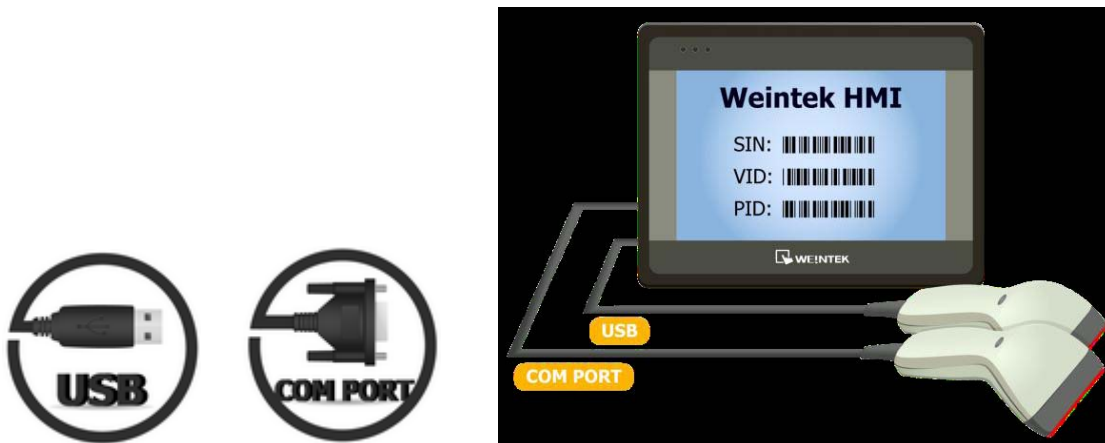 USB
COM PORT
Weintek HMI
SIN:
VID:
PID:
WEINTEK
USB
COM PORT